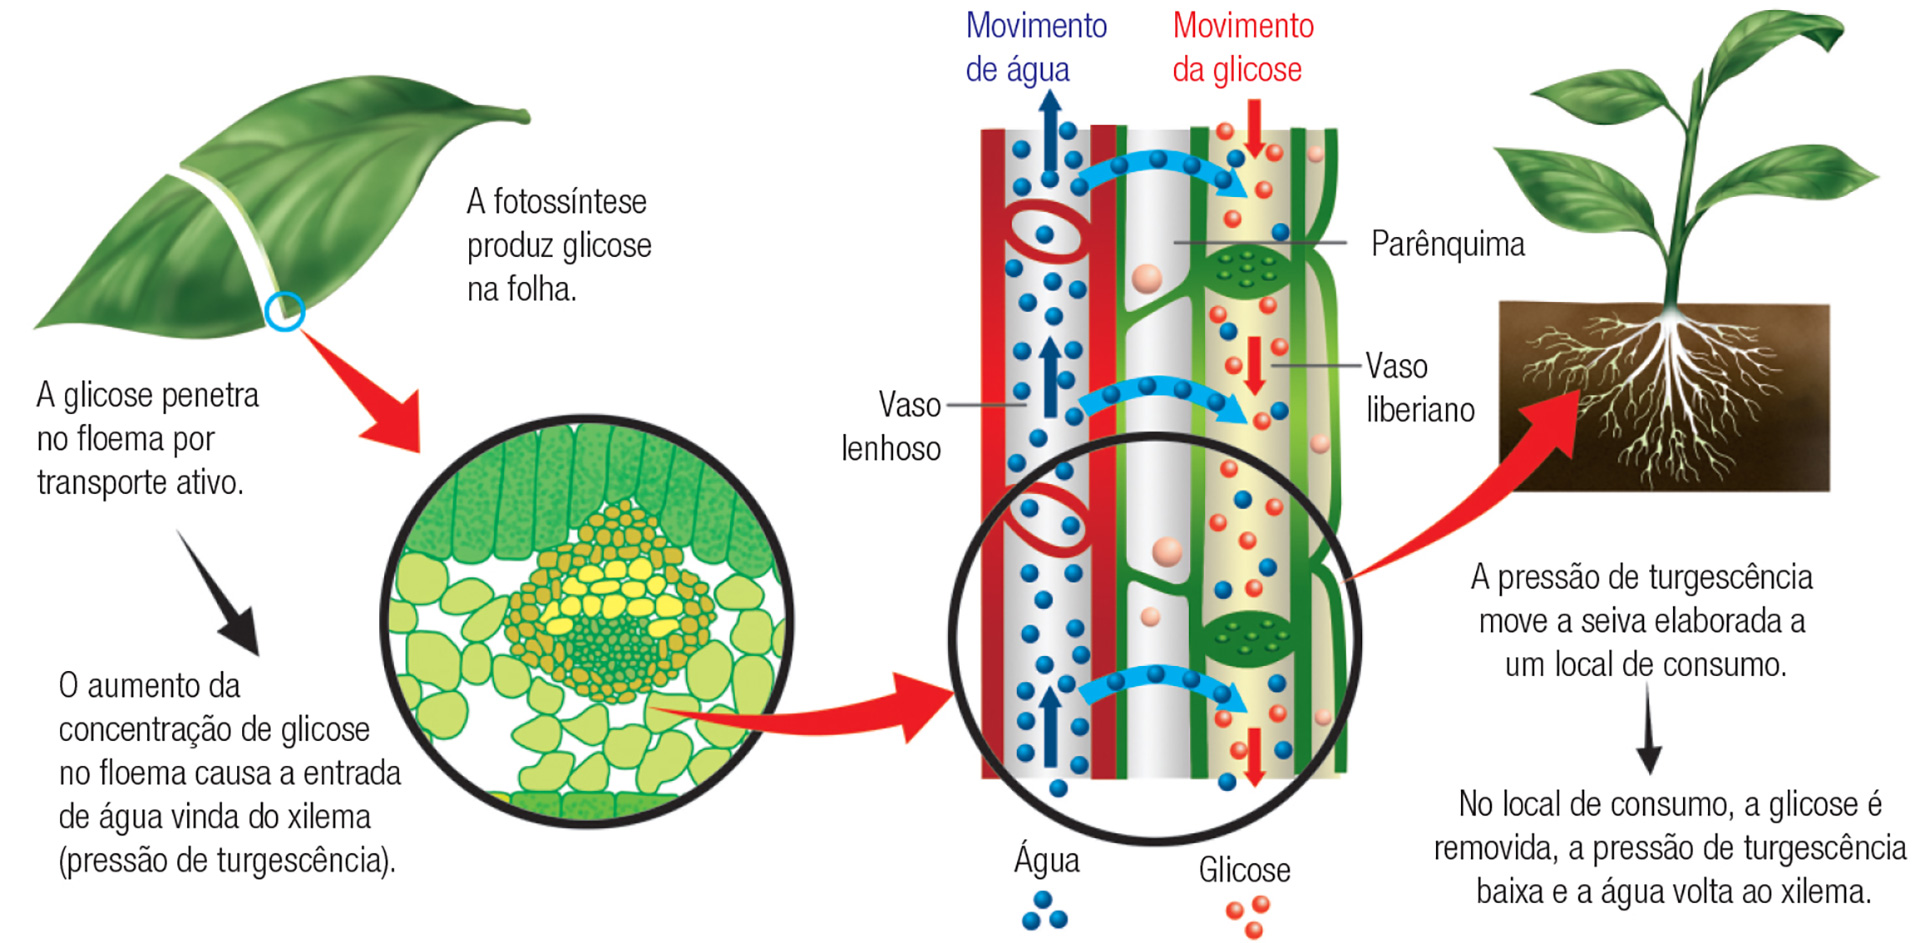 A fotossíntese
produz glicose
na folha.
A glicose penetra
no floema por
transporte ativo.
O aumento da
concentração de glicose
no floema causa a entrada
de água vinda do xilema
(pressão de turgescência).
Movimento
de água
Movimento
da glicose
Parênquima
Vaso
liberiano
Vaso
lenhoso
Água
Glicose
A pressão de turgescência
move a seiva elaborada a
um local de consumo.
No local de consumo, a glicose é
removida, a pressão de turgescência
baixa e a água volta ao xilema.